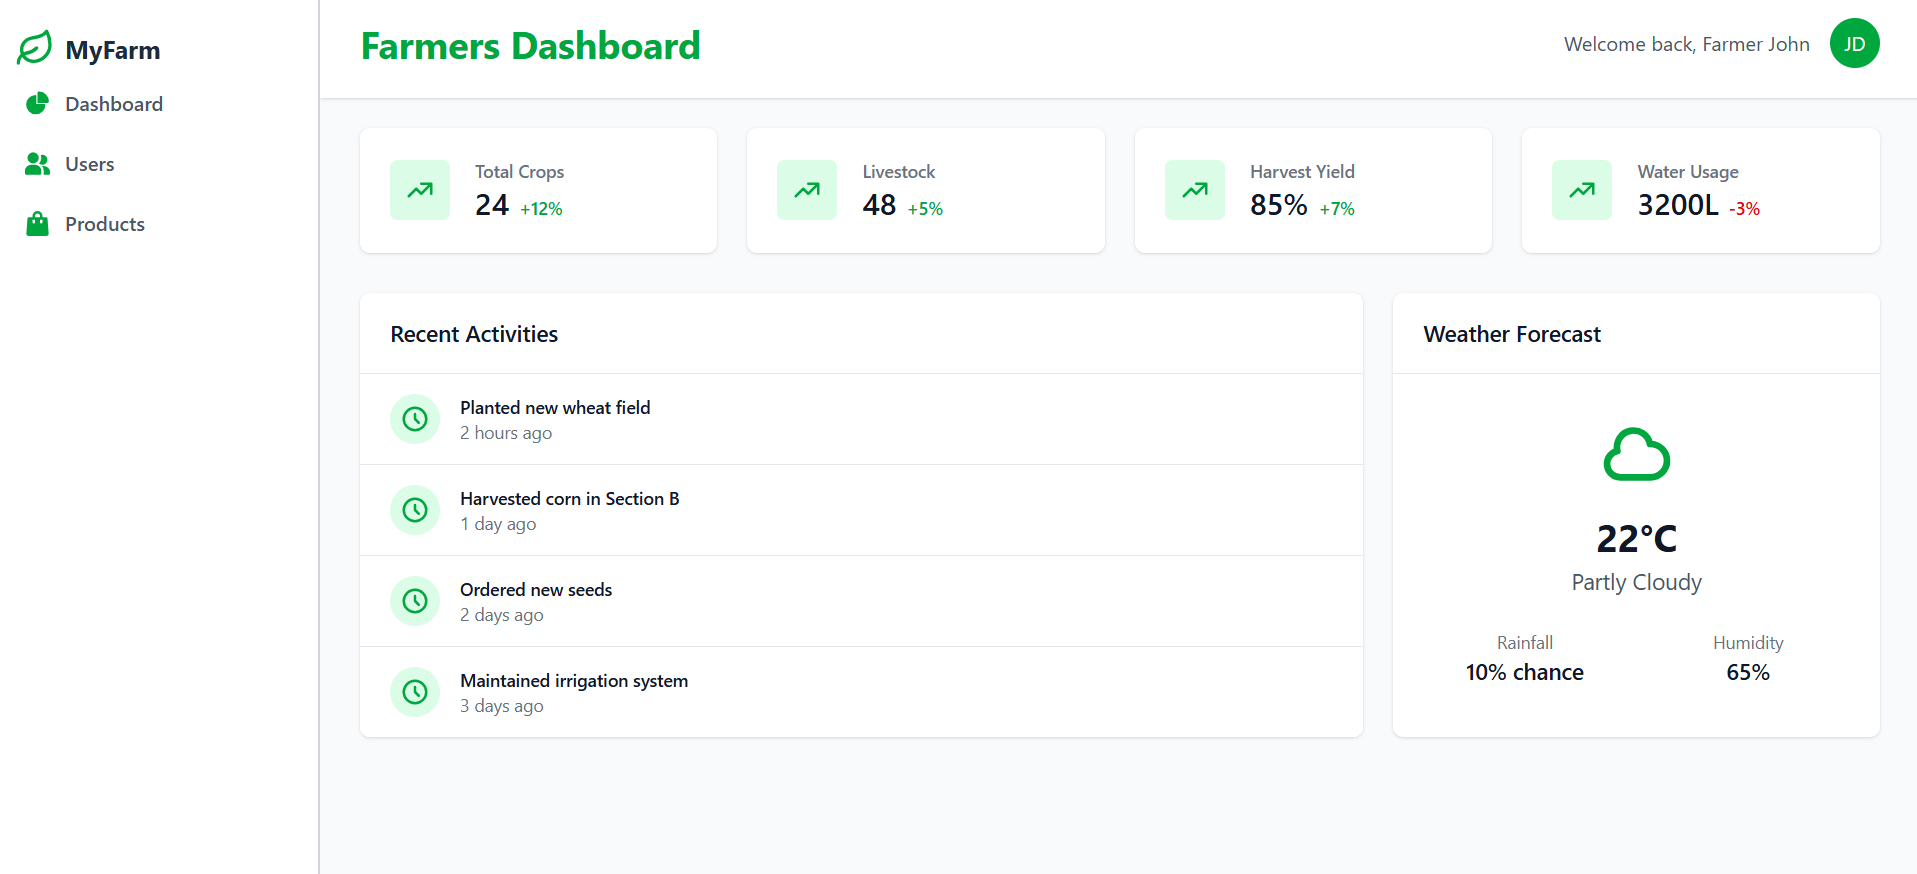 MyFarm
Dashboard
Users
Products
Farmers Dashboard
Welcome back, Farmer John
JD
Total Crops
24 +12%
Livestock
48 +5%
Harvest Yield
85% +7%
Water Usage
3200L -3%
Recent Activities
Planted new wheat field
2 hours ago
Harvested corn in Section B
1 day ago
Ordered new seeds
2 days ago
Maintained irrigation system
3 days ago
Weather Forecast
22°C
Partly Cloudy
Rainfall
10% chance
Humidity
65%